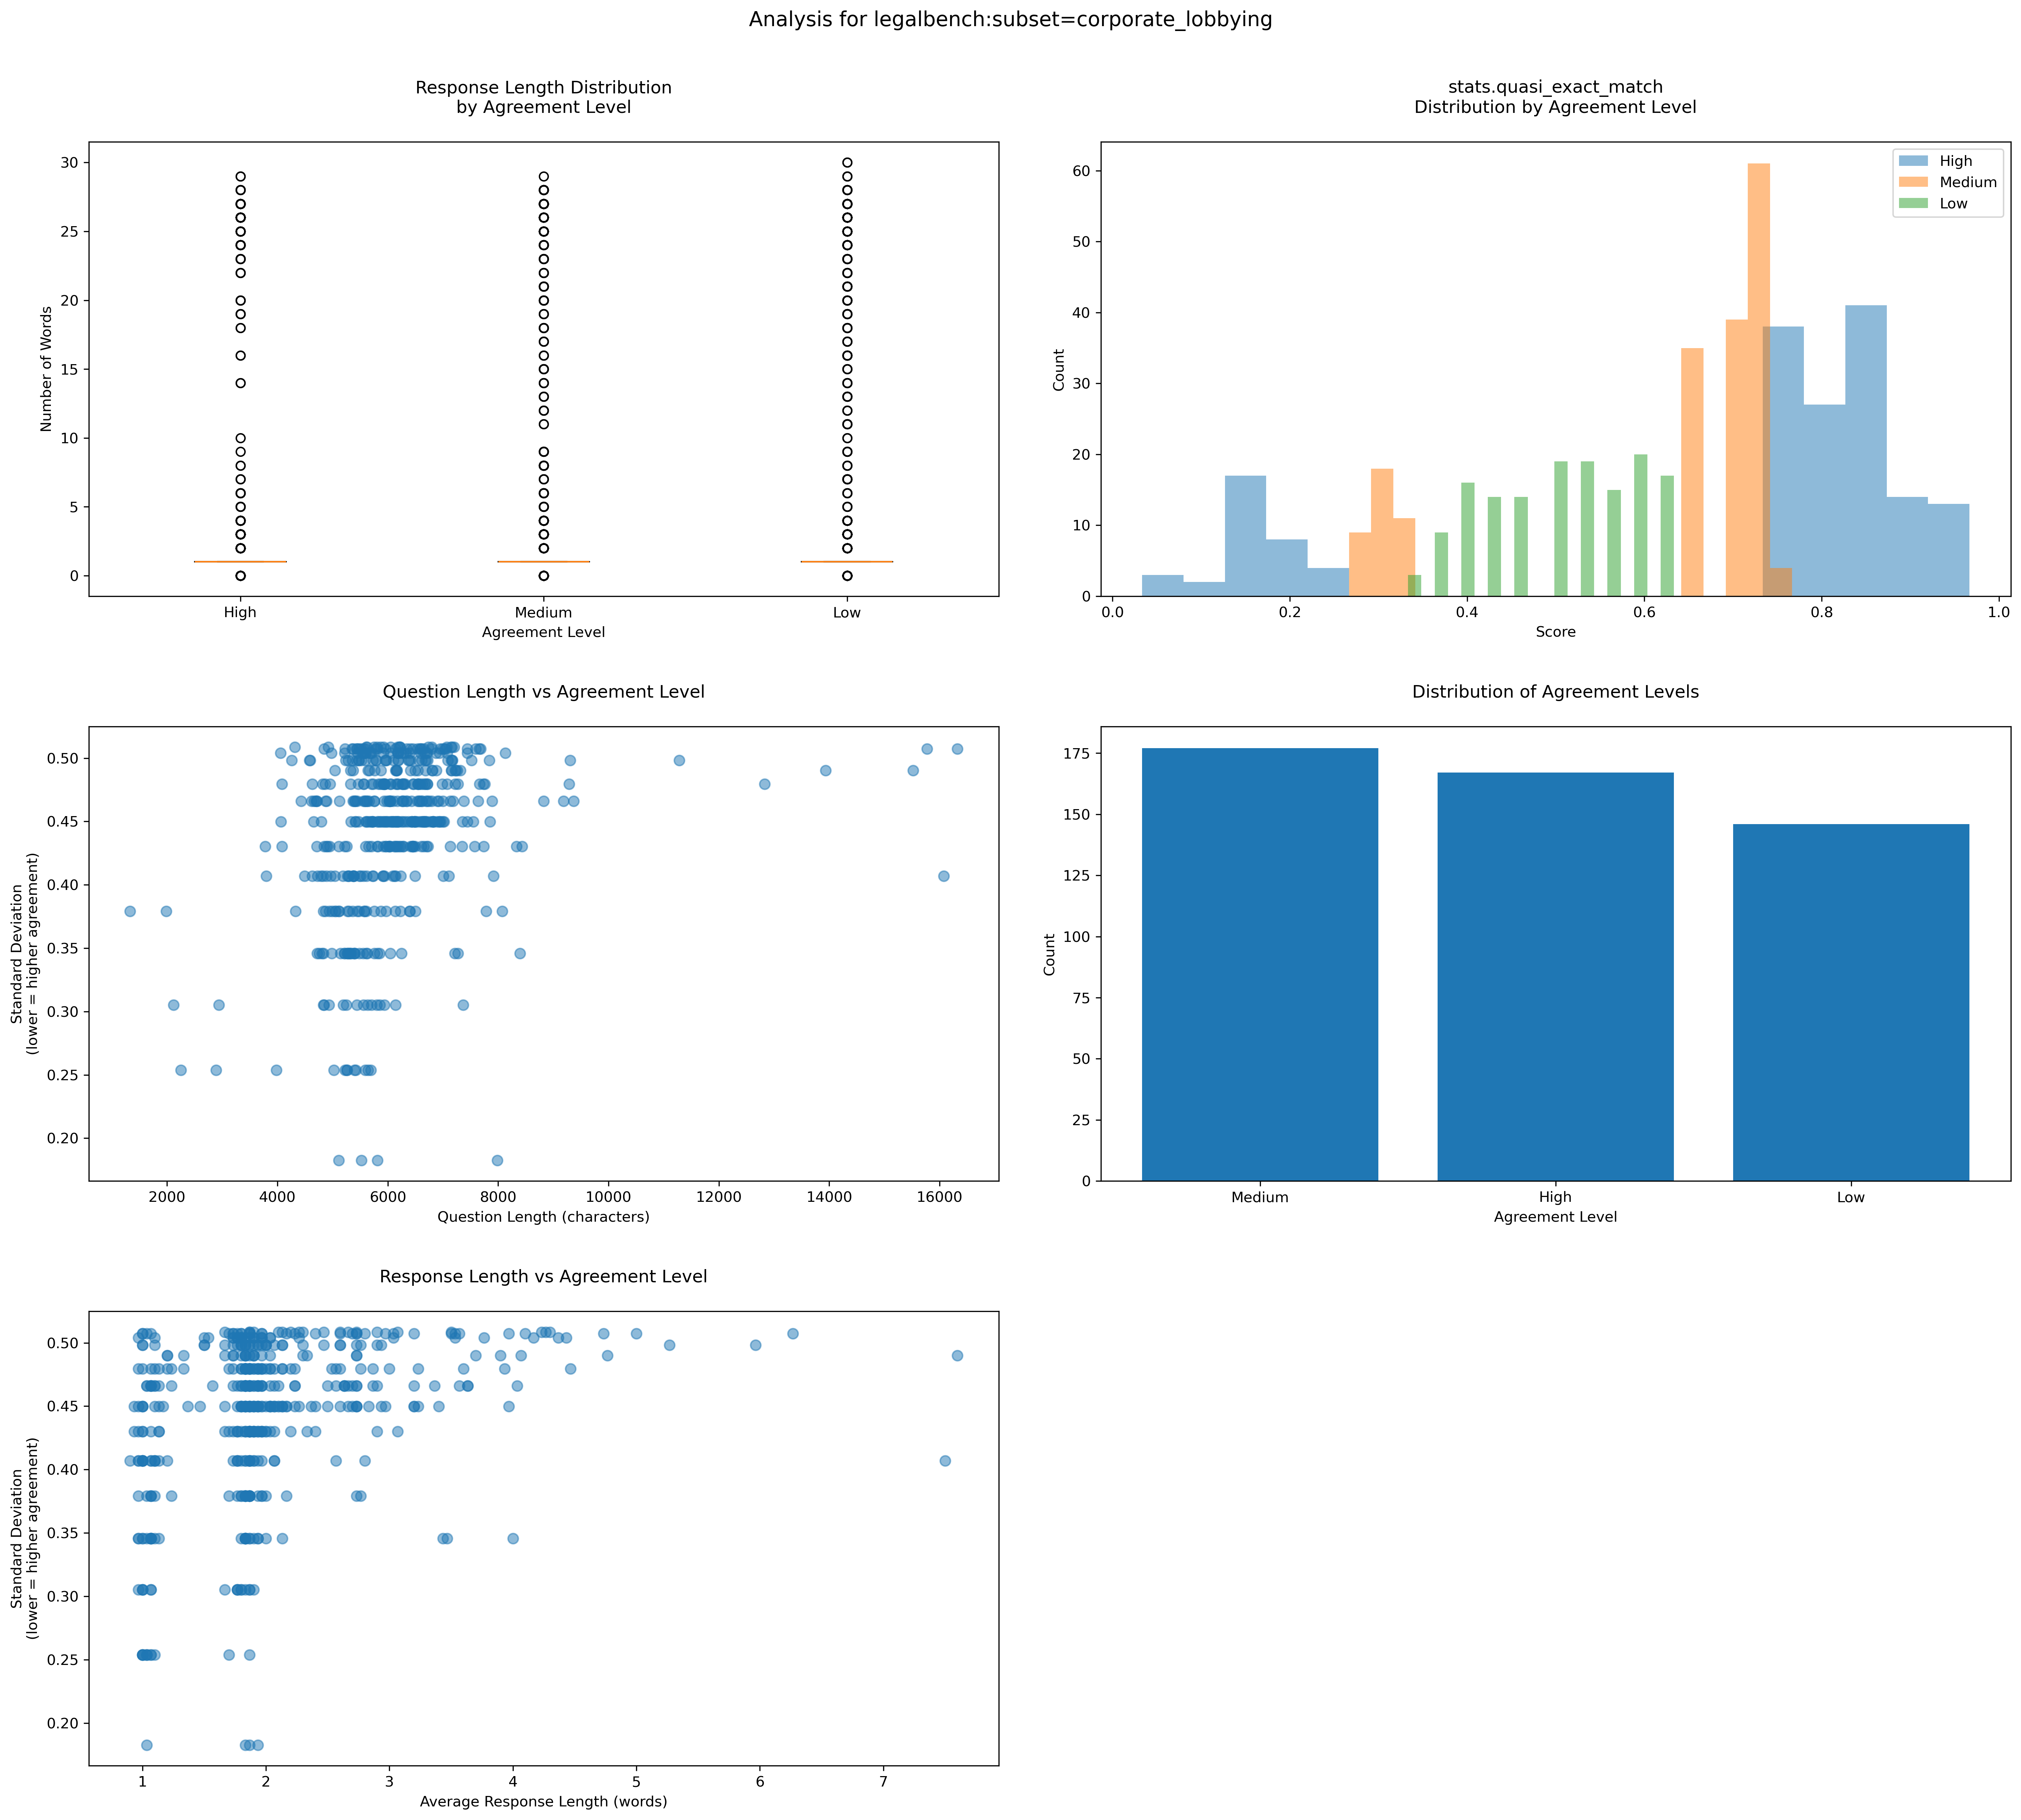 Analysis for legalbench:subset=corporate_lobbying
Response Length Distribution
by Agreement Level
30
25
20
15
10
5
0
Number of Words
High
Medium
Low
Agreement Level
stats.quasi_exact_match
Distribution by Agreement Level
High
Medium
Low
60
50
40
30
20
10
0
Count
0.0
0.2
0.4
0.6
0.8
1.0
Score
Question Length vs Agreement Level
0.50
0.45
0.40
0.35
0.30
0.25
0.20
Standard Deviation
(lower = higher agreement)
2000
4000
6000
8000
10000
12000
14000
16000
Question Length (characters)
Distribution of Agreement Levels
175
150
125
100
75
50
25
0
Count
Medium
High
Low
Agreement Level
Response Length vs Agreement Level
0.50
0.45
0.40
0.35
0.30
0.25
0.20
Standard Deviation
(lower = higher agreement)
1
2
3
4
5
6
7
Average Response Length (words)